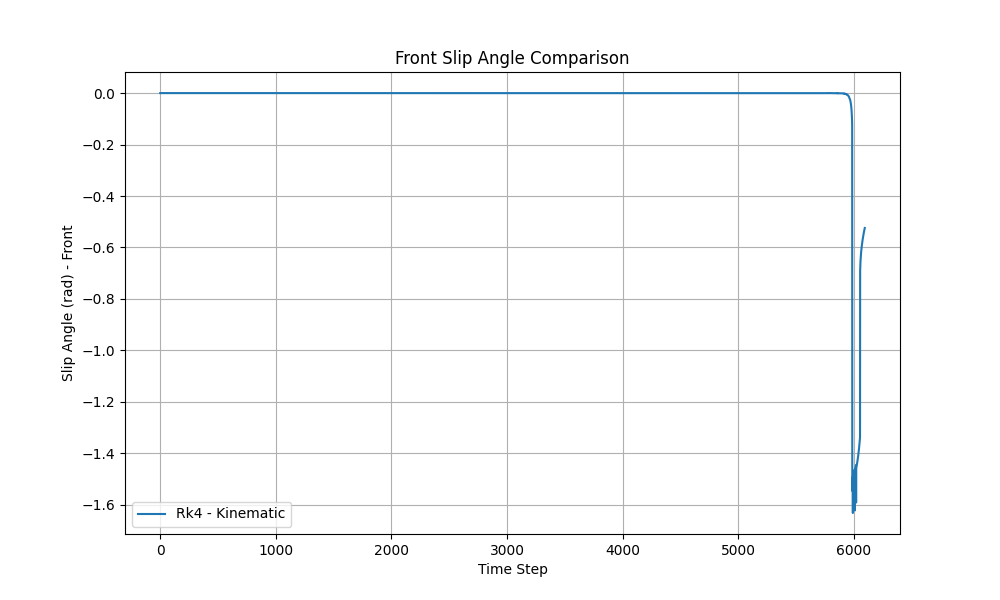 Front Slip Angle Comparison
Slip Angle (rad) - Front
0.0
−0.2
−0.4
−0.6
−0.8
−1.0
−1.2
−1.4
−1.6
Rk4 - Kinematic
0 1000 2000 3000 4000 5000 6000
Time Step